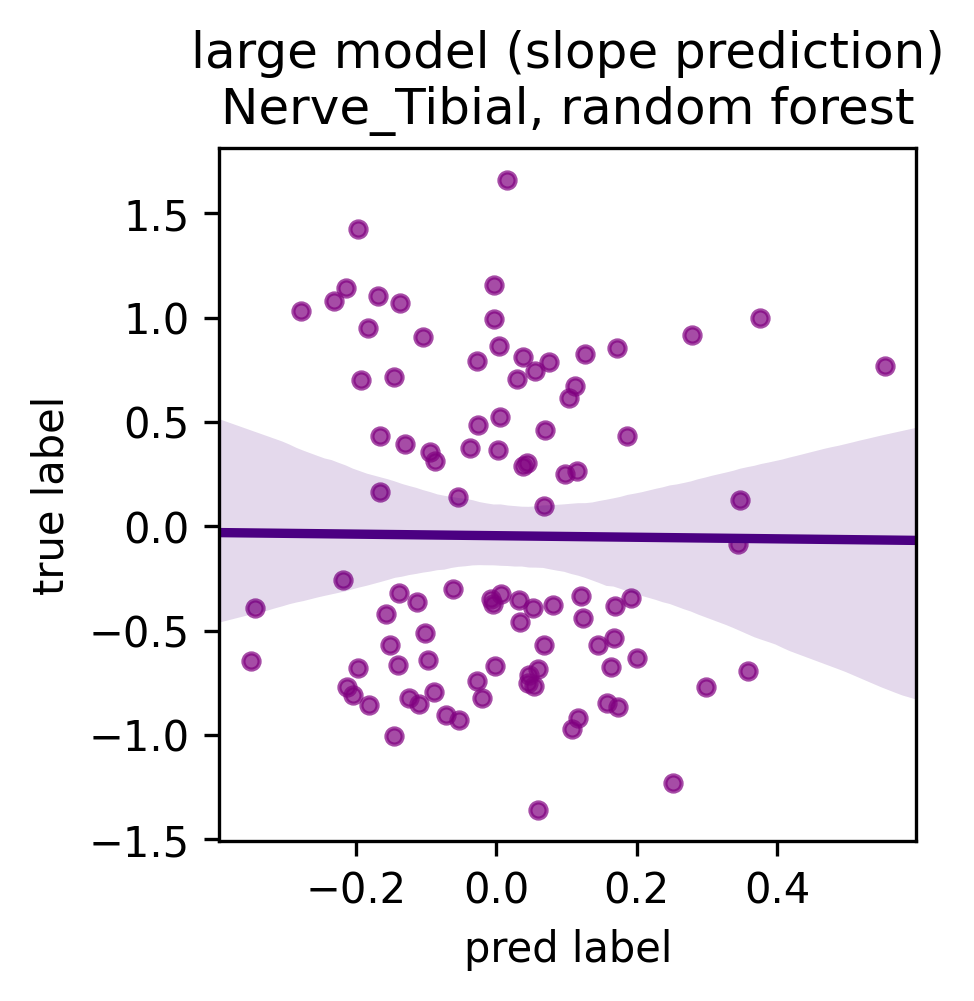 large model (slope prediction)
Nerve_Tibial, random forest
1.5
1.0
0.5
0.0
−0.5
−1.0
−1.5
true label
−0.2
0.0
0.2
0.4
pred label